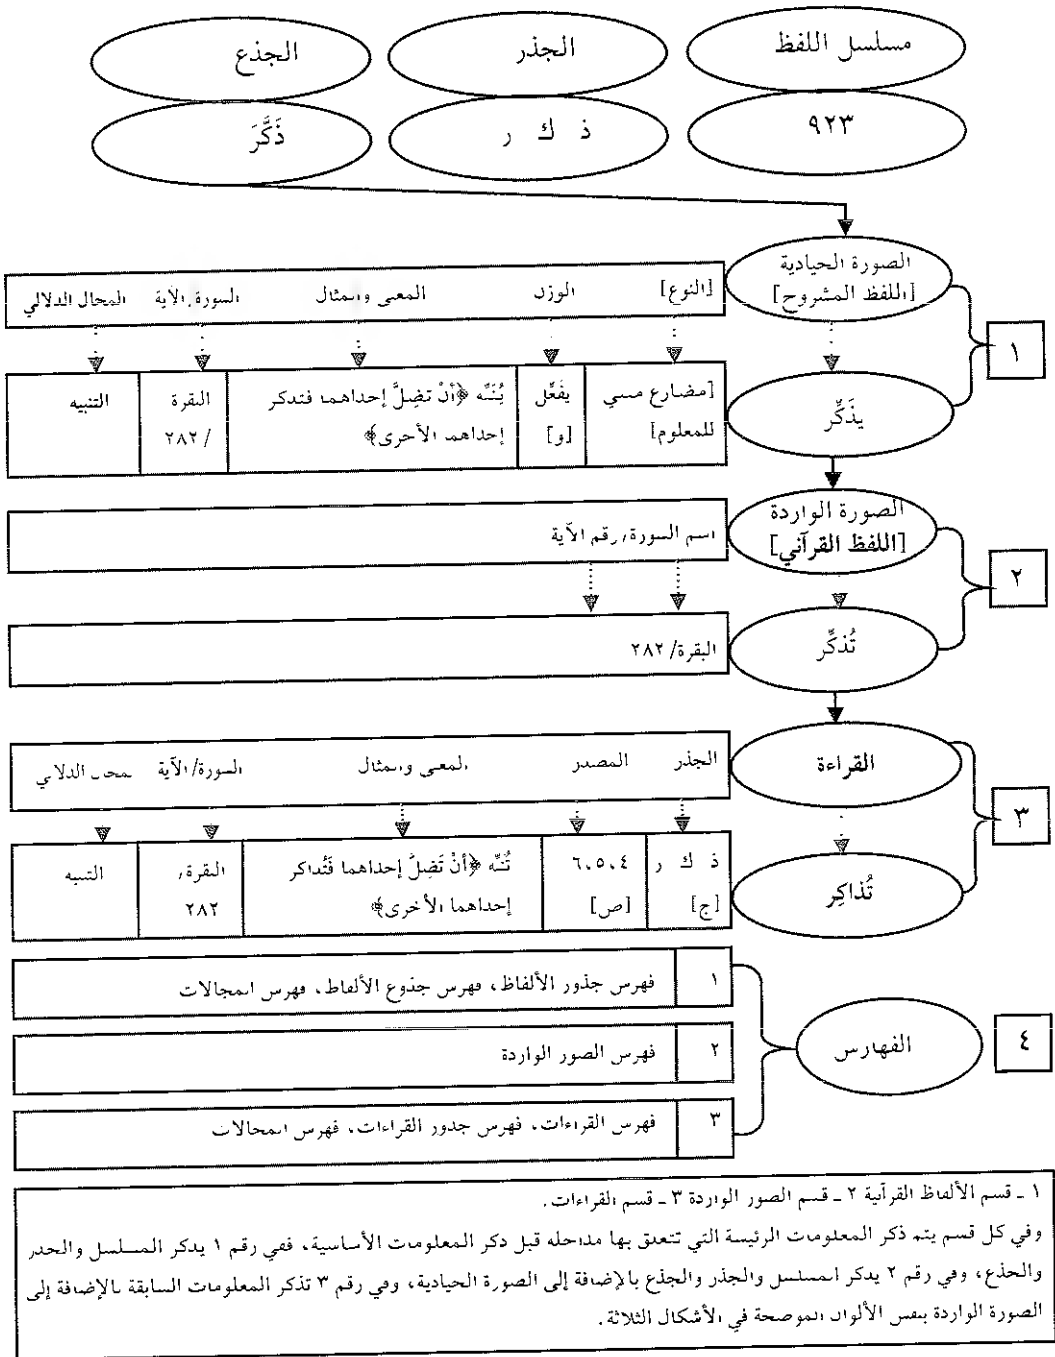 مسلسل اللفظ الجذر الجذع
٩٢٣ ذ ك ر ذَكَّرَ
الصورة الحيادية
[اللفظ المشروح]
[النوع] الوزن المعنى والمثال السورة/الآية المجال الدلالي
١
يذَكِّر
[مضارع مبني يفَعِّل يُنَبِّه ﴿أنْ تضِلَّ إحداهما فتذكر البقرة التنبيه
للمعلوم] [و] إحداهما الأخرى﴾ /٢٨٢
الصورة الواردة
[اللفظ القرآني]
اسم السورة/رقم الآية
٢
تُذكِّر
البقرة/٢٨٢
القراءة
الجذر المصدر المعنى والمثال السورة/الآية المجال الدلالي
٣
تُذاكِر
ذ ك ر ٦،٥،٤ تُنَبِّه ﴿أنْ تَضِلَّ إحداهما فَتُذاكر البقرة/ التنبيه
[ج] [ص] إحداهما الأخرى﴾ ٢٨٢
١ فهرس جذور الألفاظ، فهرس جذوع الألفاظ، فهرس المجالات
٤ الفهارس
٢ فهرس الصور الواردة
٣ فهرس القراءات، فهرس جذور القراءات، فهرس المجالات
١ ـ قسم الألفاظ القرآنية ٢ ـ قسم الصور الواردة ٣ ـ قسم القراءات.
وفي كل قسم يتم ذكر المعلومات الرئيسة التي تتعلق بها مداخله قبل ذكر المعلومات الأساسية، ففي رقم ١ يذكر المسلسل والجذر
والجذع، وفي رقم ٢ يذكر المسلسل والجذر والجذع بالإضافة إلى الصورة الحيادية، وفي رقم ٣ تذكر المعلومات السابقة بالإضافة إلى
الصورة الواردة بنفس الألوان الموضحة في الأشكال الثلاثة.